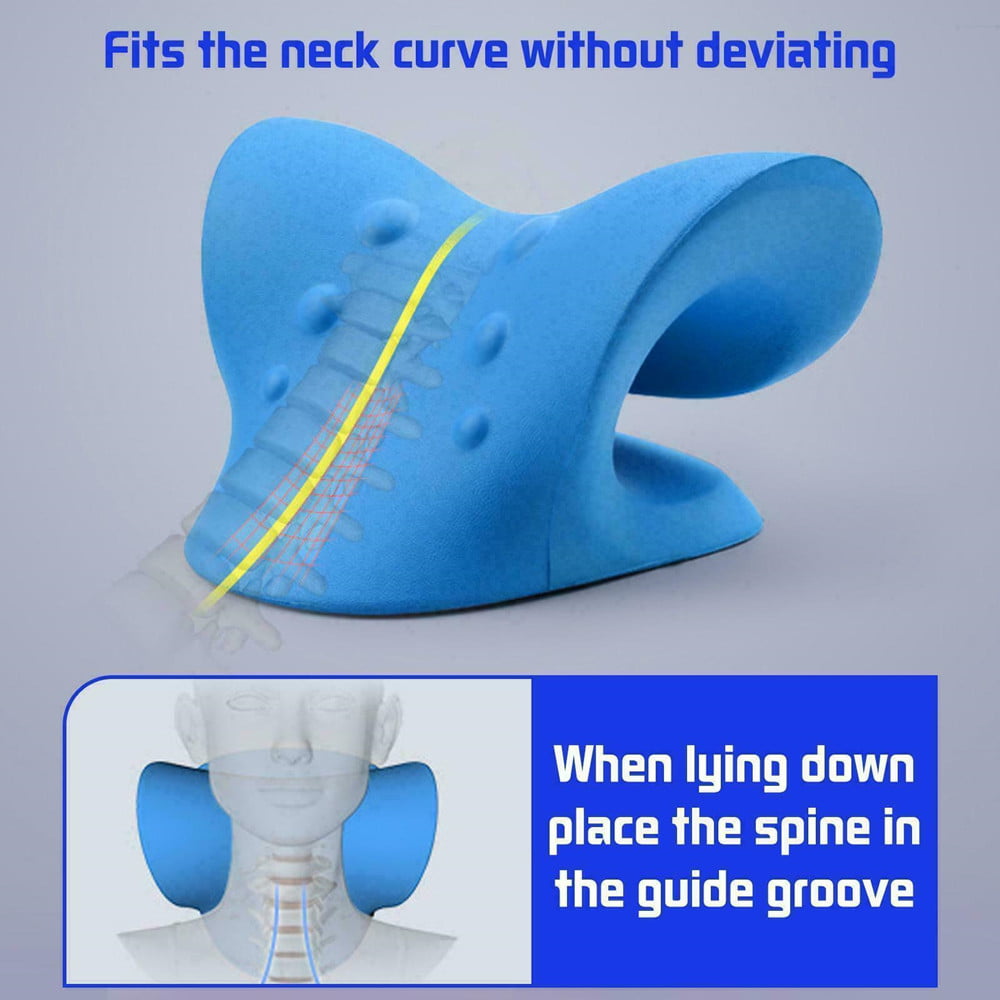 Fits the neck curve without deviating
When lying down
place the spine in
the guide groove